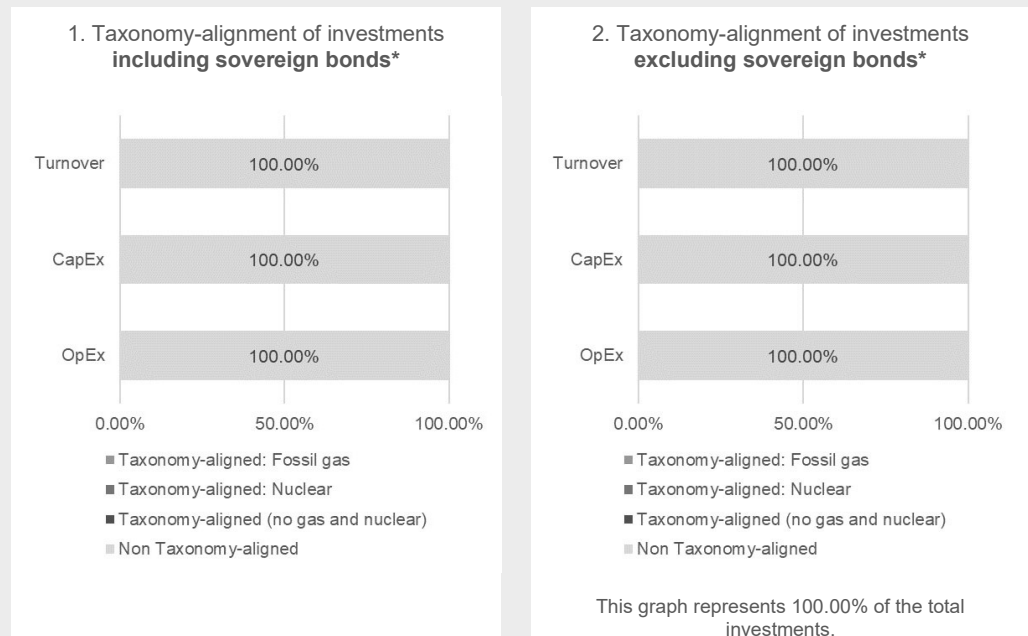 1. Taxonomy-alignment of investments
including sovereign bonds*
Turnover
100.00%
CapEx
100.00%
OpEx
100.00%
0.00%
50.00%
100.00%
Taxonomy-aligned: Fossil gas
Taxonomy-aligned: Nuclear
Taxonomy-aligned (no gas and nuclear)
Non Taxonomy-aligned
2. Taxonomy-alignment of investments
excluding sovereign bonds*
Turnover
100.00%
CapEx
100.00%
OpEx
100.00%
0.00%
50.00%
100.00%
Taxonomy-aligned: Fossil gas
Taxonomy-aligned: Nuclear
Taxonomy-aligned (no gas and nuclear)
Non Taxonomy-aligned
This graph represents 100.00% of the total
investments.